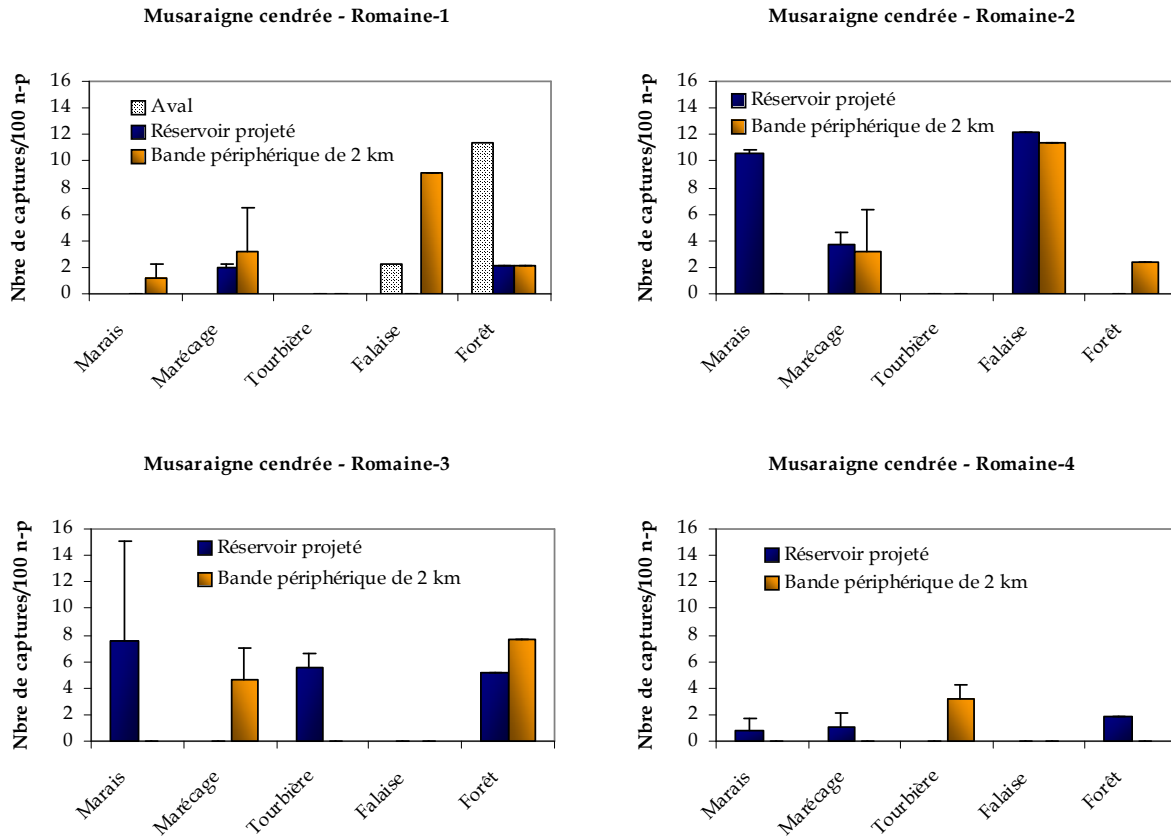 Musaraigne cendrée - Romaine-1
Nbre de captures/100 n-p
16
14
12
10
8
6
4
2
0
Aval
Réservoir projeté
Bande périphérique de 2 km
Marais
Marécage
Tourbière
Falaise
Forêt
Musaraigne cendrée - Romaine-2
Nbre de captures/100 n-p
16
14
12
10
8
6
4
2
0
Réservoir projeté
Bande périphérique de 2 km
Marais
Marécage
Tourbière
Falaise
Forêt
Musaraigne cendrée - Romaine-3
Nbre de captures/100 n-p
16
14
12
10
8
6
4
2
0
Réservoir projeté
Bande périphérique de 2 km
Marais
Marécage
Tourbière
Falaise
Forêt
Musaraigne cendrée - Romaine-4
Nbre de captures/100 n-p
16
14
12
10
8
6
4
2
0
Réservoir projeté
Bande périphérique de 2 km
Marais
Marécage
Tourbière
Falaise
Forêt